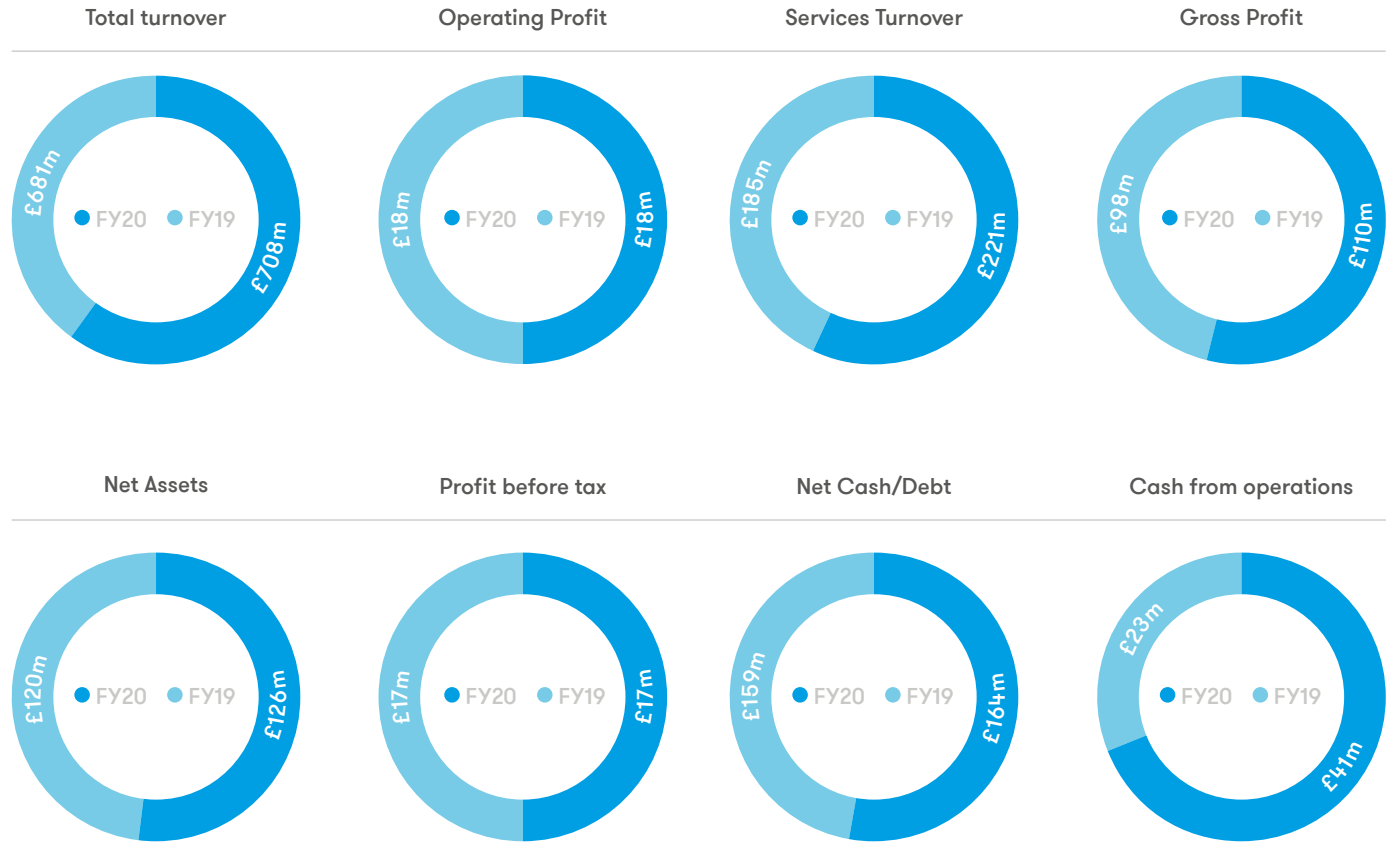 Total turnover
Operating Profit
Services Turnover
Gross Profit
£681m
FY20
FY19
£708m
£18m
FY20
FY19
£18m
£185m
FY20
FY19
£221m
£98m
FY20
FY19
£110m
Net Assets
Profit before tax
Net Cash/Debt
Cash from operations
£120m
FY20
FY19
£126m
£17m
FY20
FY19
£17m
£159m
FY20
FY19
£164m
£23m
FY20
FY19
£41m